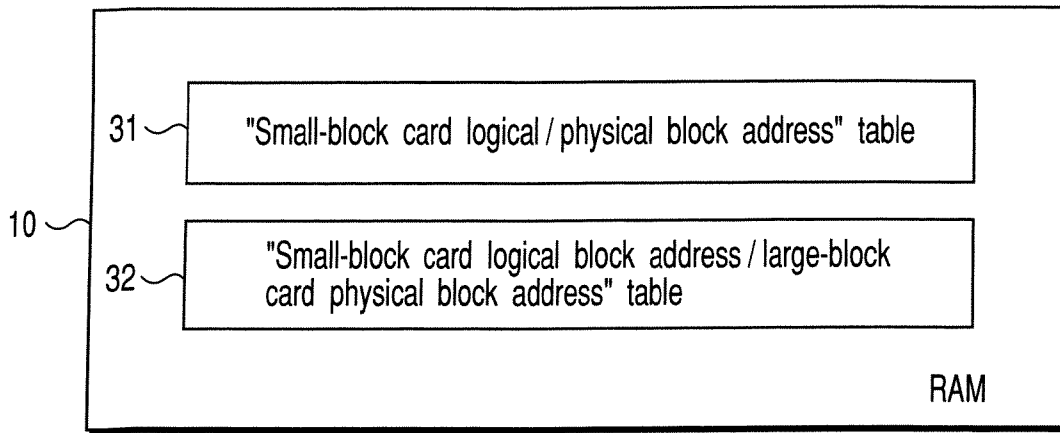 31
"Small-block card logical / physical block address" table
10
32
"Small-block card logical block address / large-block
card physical block address" table
RAM